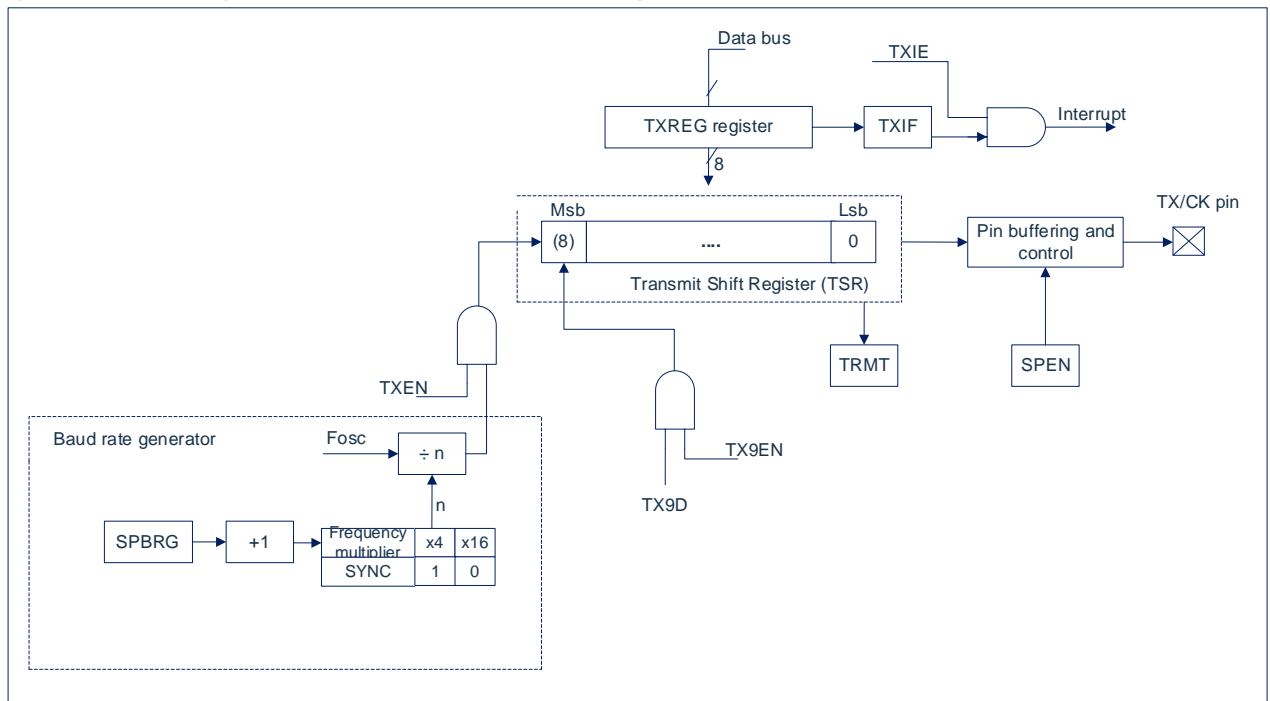 Data bus
TXIE
TXREG register
TXIF
Interrupt
8
Msb
Lsb
TX/CK pin
(8)
....
0
Pin buffering and
control
Transmit Shift Register (TSR)
TRMT
SPEN
TXEN
Baud rate generator
Fosc
÷ n
TX9EN
TX9D
n
SPBRG
+1
Frequency
multiplier
x4
x16
SYNC
1
0